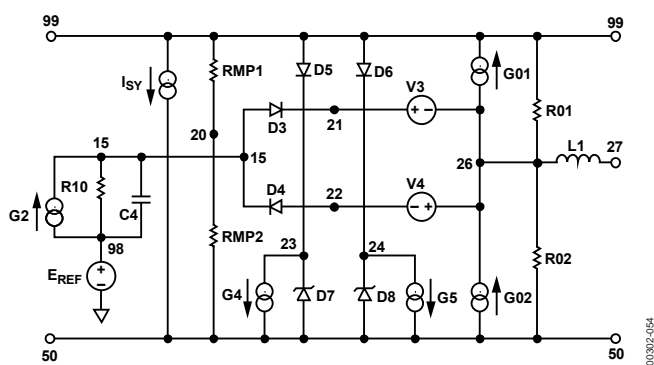 99
99
ISY
RMP1
D5
D6
G01
V3
R01
D3
21
L1
27
20
15
15
26
R10
C4
G2
D4
22
V4
98
RMP2
23
24
R02
EREF
G4
D7
D8
G5
G02
50
50
00302-054